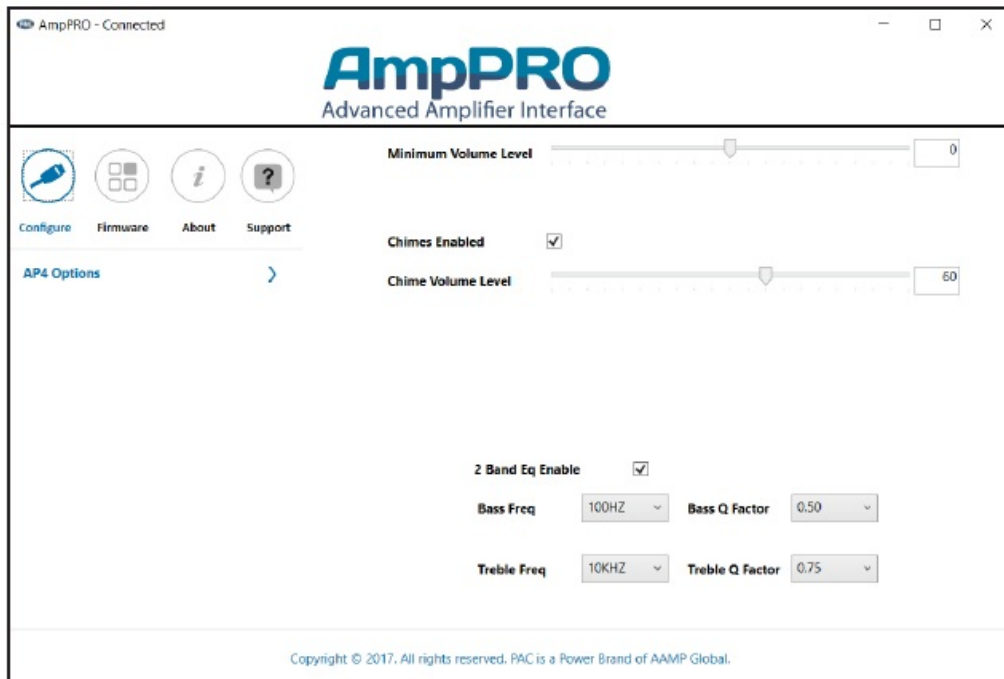 PAC AmpPRO - Connected
AmpPRO
Advanced Amplifier Interface
Configure Firmware About Support
AP4 Options
Minimum Volume Level 0
Chimes Enabled
Chime Volume Level 60
2 Band Eq Enable
Bass Freq 100HZ Bass Q Factor 0.50
Treble Freq 10KHZ Treble Q Factor 0.75
Copyright © 2017. All rights reserved. PAC is a Power Brand of AAMP Global.